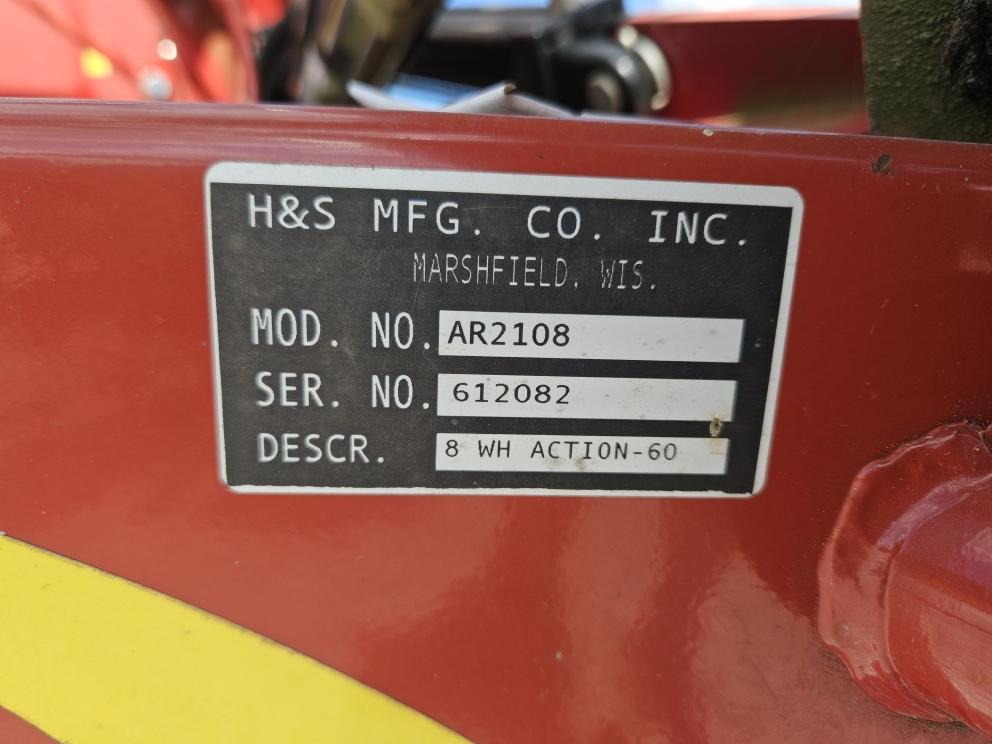 H&S MFG. CO. INC.
MARSHFIELD, WIS.
MOD. NO. AR2108
SER. NO. 612082
DESCR. 8 WH ACTION-60